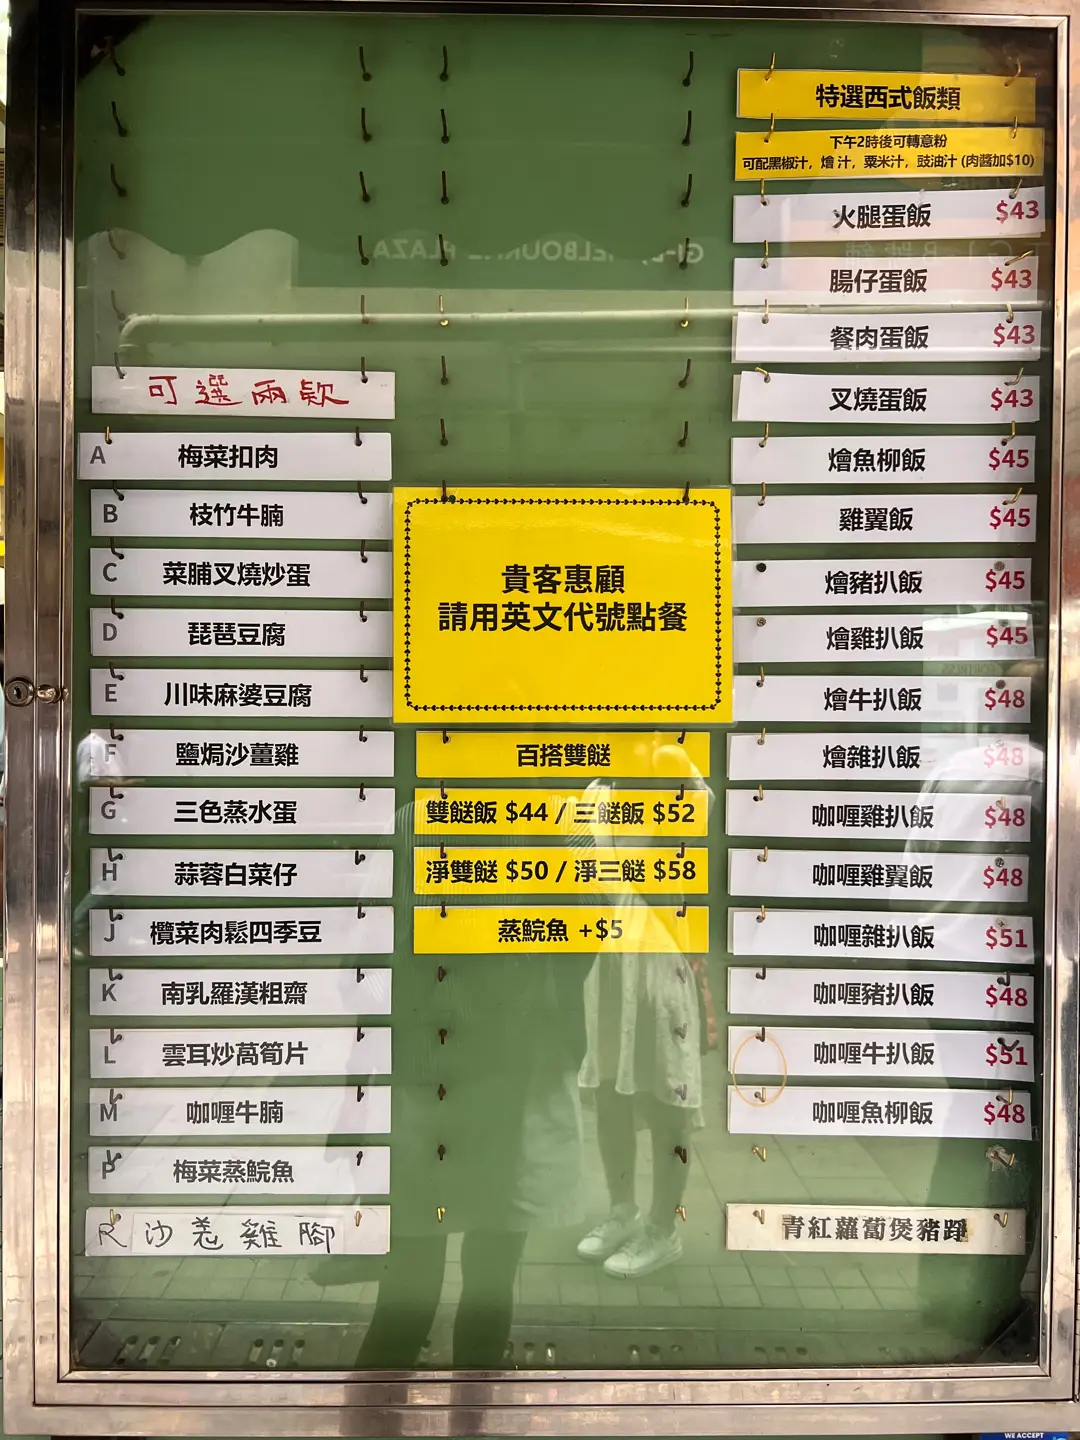 可選兩款
A 梅菜扣肉
B 枝竹牛腩
C 菜脯叉燒炒蛋
D 琵琶豆腐
E 川味麻婆豆腐
F 鹽焗沙薑雞
G 三色蒸水蛋
H 蒜蓉白菜仔
J 欖菜肉鬆四季豆
K 南乳羅漢粗齋
L 雲耳炒萵筍片
M 咖喱牛腩
P 梅菜蒸鯇魚
R 沙羌雞腳
貴客惠顧
請用英文代號點餐
百搭雙餸
雙餸飯 $44 / 三餸飯 $52
淨雙餸 $50 / 淨三餸 $58
蒸鯇魚 +$5
特選西式飯類
下午2時後可轉意粉
可配黑椒汁，燴汁，粟米汁，豉油汁 (肉醬加$10)
火腿蛋飯 $43
腸仔蛋飯 $43
餐肉蛋飯 $43
叉燒蛋飯 $43
燴魚柳飯 $45
雞翼飯 $45
燴豬扒飯 $45
燴雞扒飯 $45
燴牛扒飯 $48
燴雜扒飯 $48
咖喱雞扒飯 $48
咖喱雞翼飯 $48
咖喱雜扒飯 $51
咖喱豬扒飯 $48
咖喱牛扒飯 $51
咖喱魚柳飯 $48
青紅蘿蔔煲豬踭
WE ACCEPT